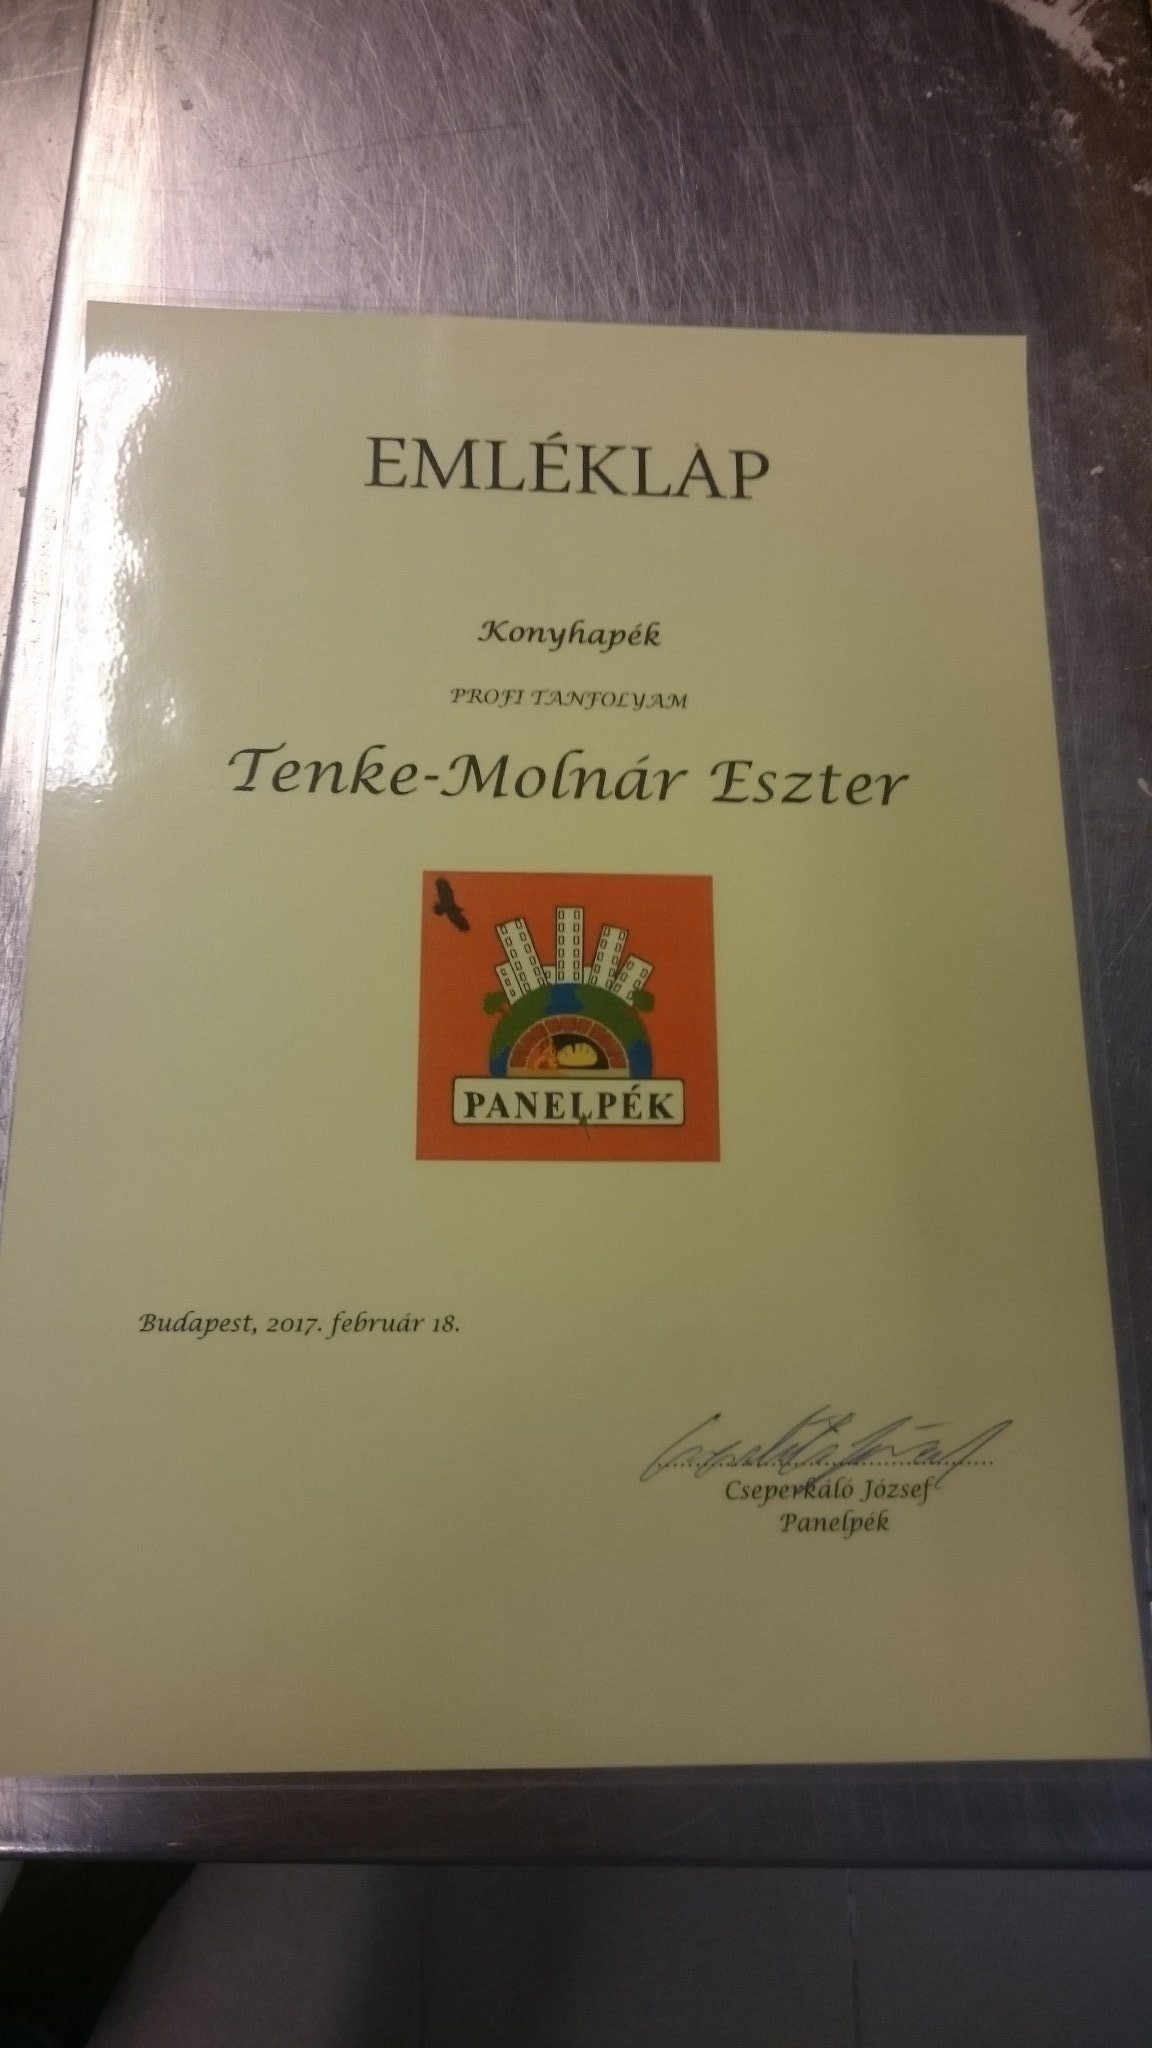 EMLÉKLAP
Konyhapék
PROFI TANFOLYAM
Tenke-Molnár Eszter
PANELPÉK
Budapest, 2017. február 18.
Cseperkáló József
Panelpék